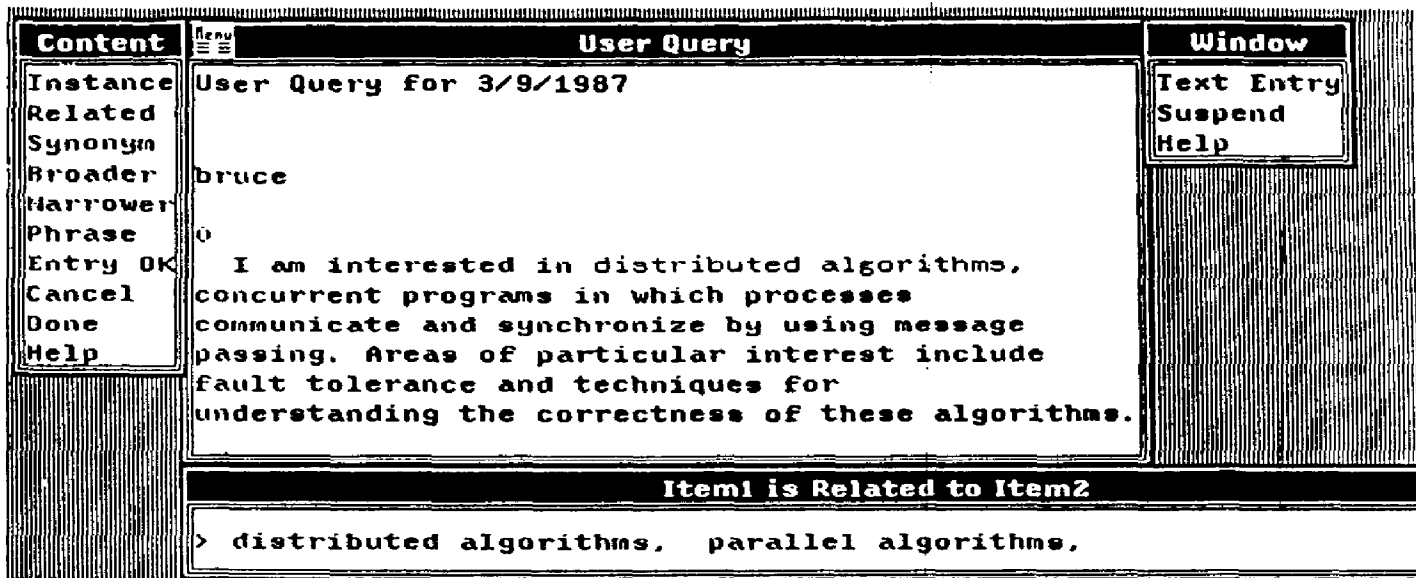 Content
Instance
Related
Synonym
Broader
Narrower
Phrase
Entry OK
Cancel
Done
Help
Menu
User Query
User Query for 3/9/1987
bruce
0
I am interested in distributed algorithms,
concurrent programs in which processes
communicate and synchronize by using message
passing. Areas of particular interest include
fault tolerance and techniques for
understanding the correctness of these algorithms.
Window
Text Entry
Suspend
Help
Item1 is Related to Item2
> distributed algorithms, parallel algorithms,